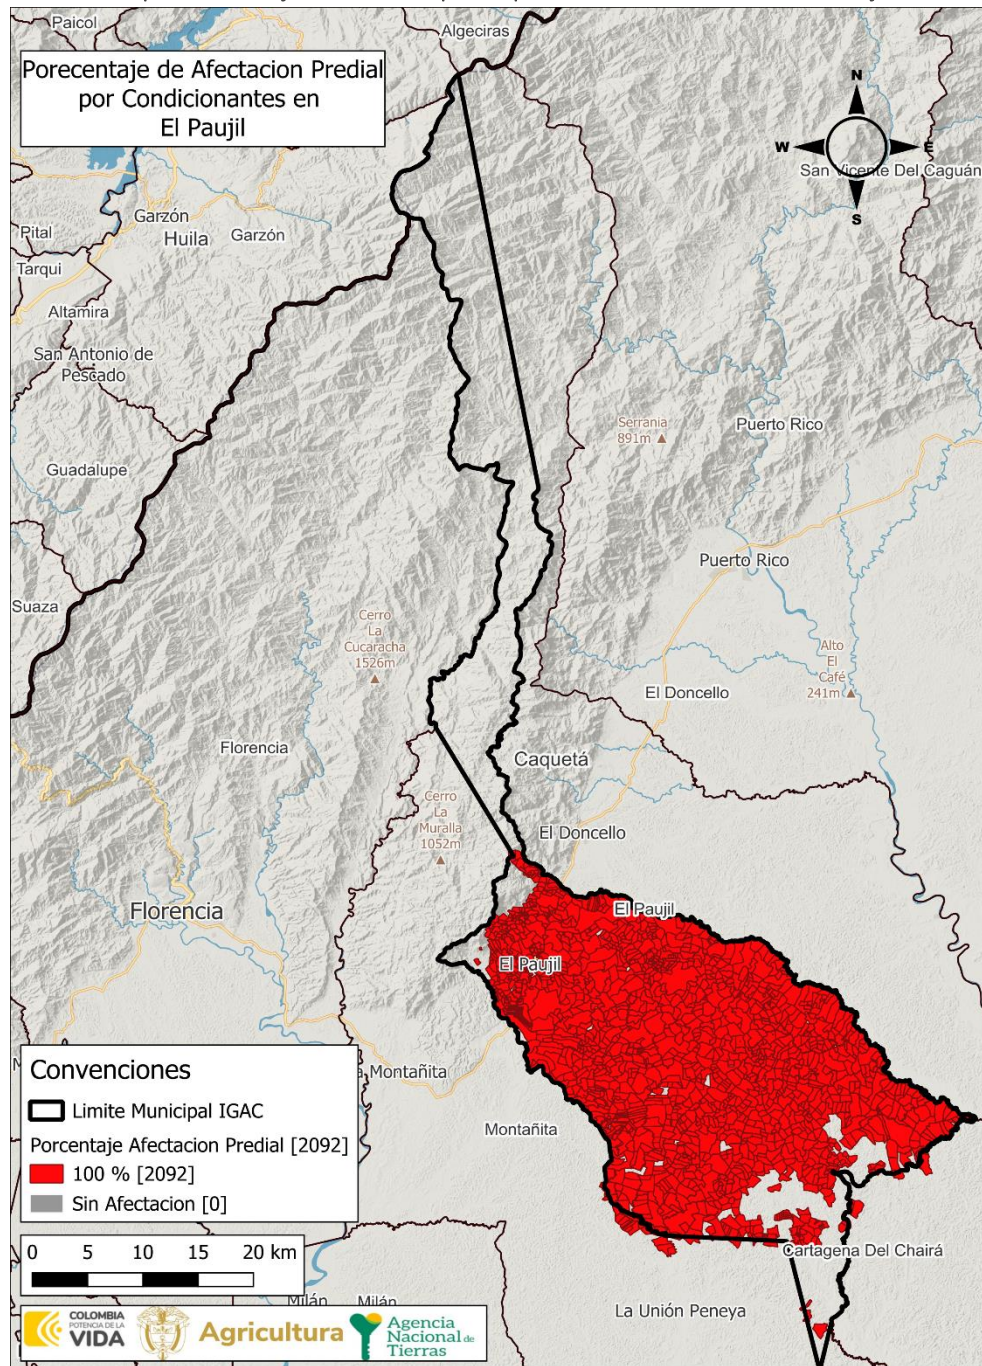 Paicol
Algeciras
Porecentaje de Afectacion Predial
por Condicionantes en
El Paujil
N
W
E
S
San Vicente Del Caguán
Garzón
Huila
Garzón
Pital
Tarqui
Altamira
San Antonio de
Pescado
Serrania
891m
Puerto Rico
Guadalupe
Puerto Rico
Suaza
Cerro
La
Cucaracha
1526m
Alto
El
Café
241m
El Doncello
Florencia
Caquetá
Cerro
La
Muralla
1052m
El Doncello
Florencia
El Paujil
El Paujil
Convenciones
Limite Municipal IGAC
Porcentaje Afectacion Predial [2092]
100 % [2092]
Sin Afectacion [0]
Montañita
Montañita
0 5 10 15 20 km
Cartagena Del Chairá
Milán
Milán
La Unión Peneya
COLOMBIA
POTENCIA DE LA
VIDA
Agricultura
Agencia
Nacional de
Tierras